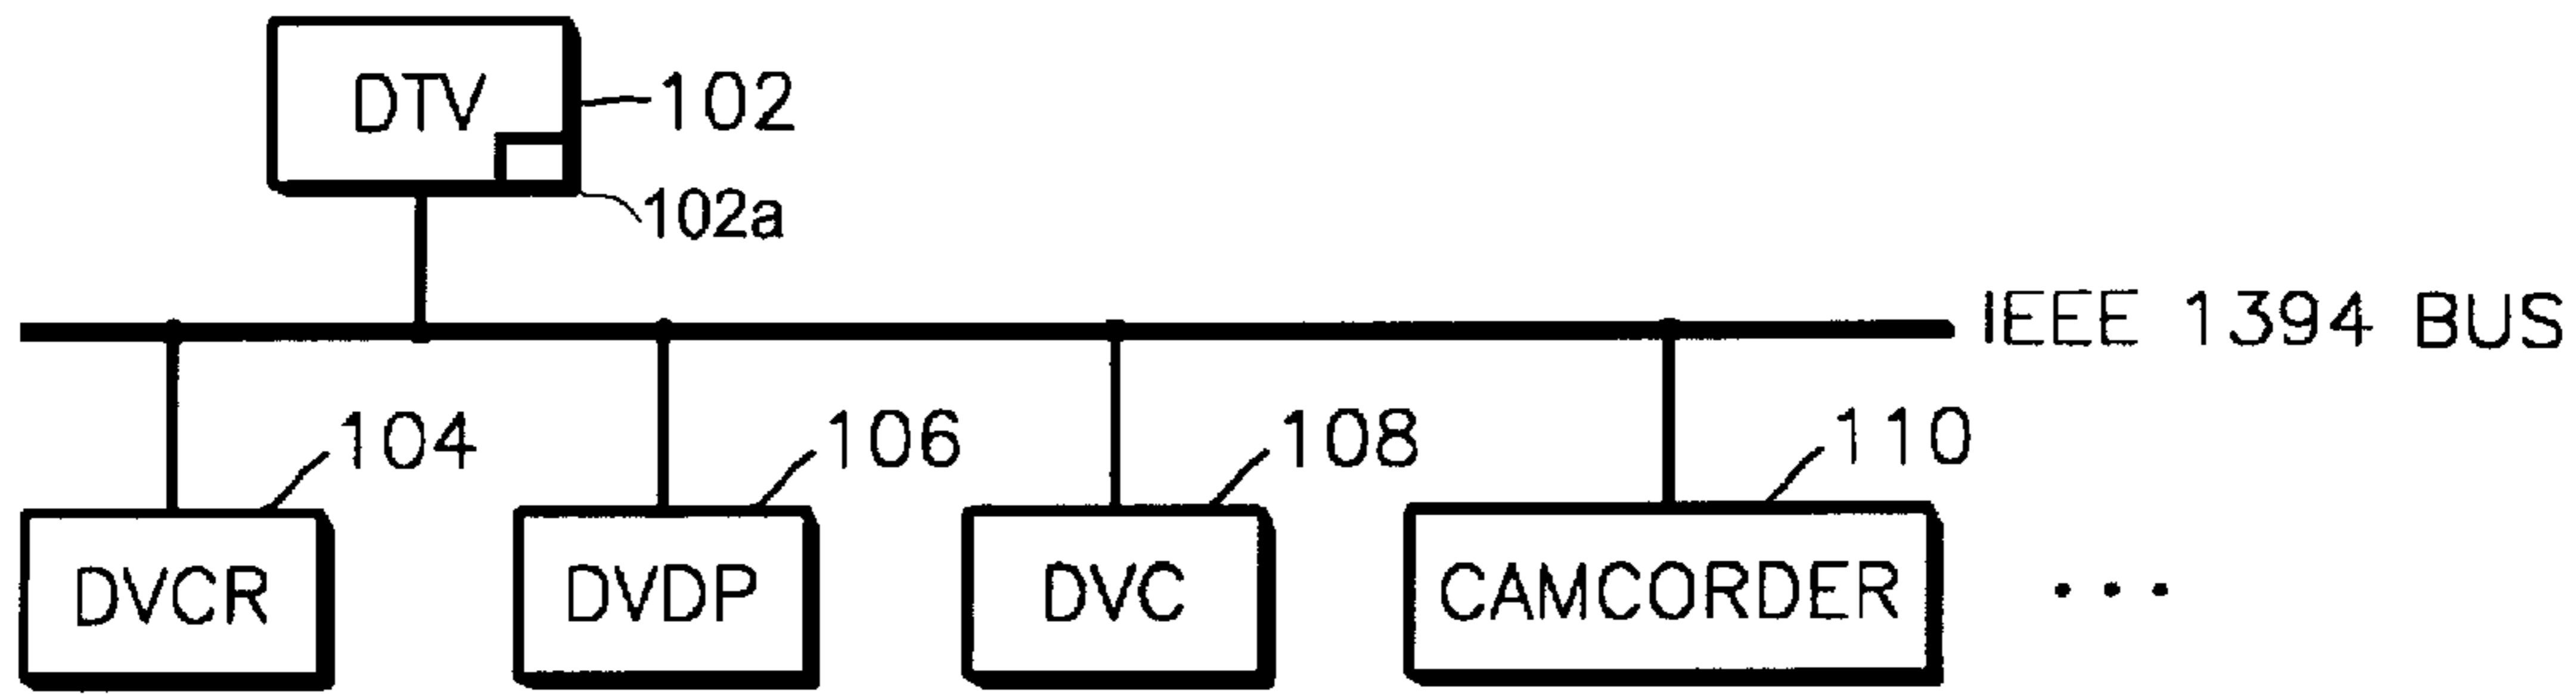 DTV
102
102a
IEEE 1394 BUS
104
106
108
110
DVCR
DVDP
DVC
CAMCORDER
...